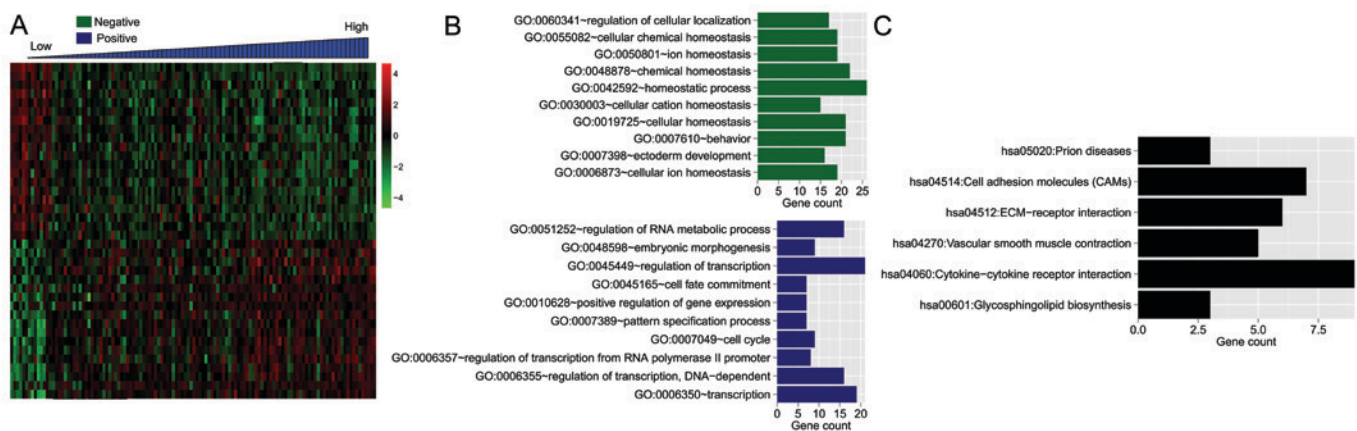 A
Negative
Positive
Low
High
4
2
0
−2
−4
B
GO:0060341~regulation of cellular localization
GO:0055082~cellular chemical homeostasis
GO:0050801~ion homeostasis
GO:0048878~chemical homeostasis
GO:0042592~homeostatic process
GO:0030003~cellular cation homeostasis
GO:0019725~cellular homeostasis
GO:0007610~behavior
GO:0007398~ectoderm development
GO:0006873~cellular ion homeostasis
0 5 10 15 20 25
Gene count
GO:0051252~regulation of RNA metabolic process
GO:0048598~embryonic morphogenesis
GO:0045449~regulation of transcription
GO:0045165~cell fate commitment
GO:0010628~positive regulation of gene expression
GO:0007389~pattern specification process
GO:0007049~cell cycle
GO:0006357~regulation of transcription from RNA polymerase II promoter
GO:0006355~regulation of transcription, DNA−dependent
GO:0006350~transcription
0 5 10 15 20
Gene count
C
hsa05020:Prion diseases
hsa04514:Cell adhesion molecules (CAMs)
hsa04512:ECM−receptor interaction
hsa04270:Vascular smooth muscle contraction
hsa04060:Cytokine−cytokine receptor interaction
hsa00601:Glycosphingolipid biosynthesis
0.0 2.5 5.0 7.5
Gene count